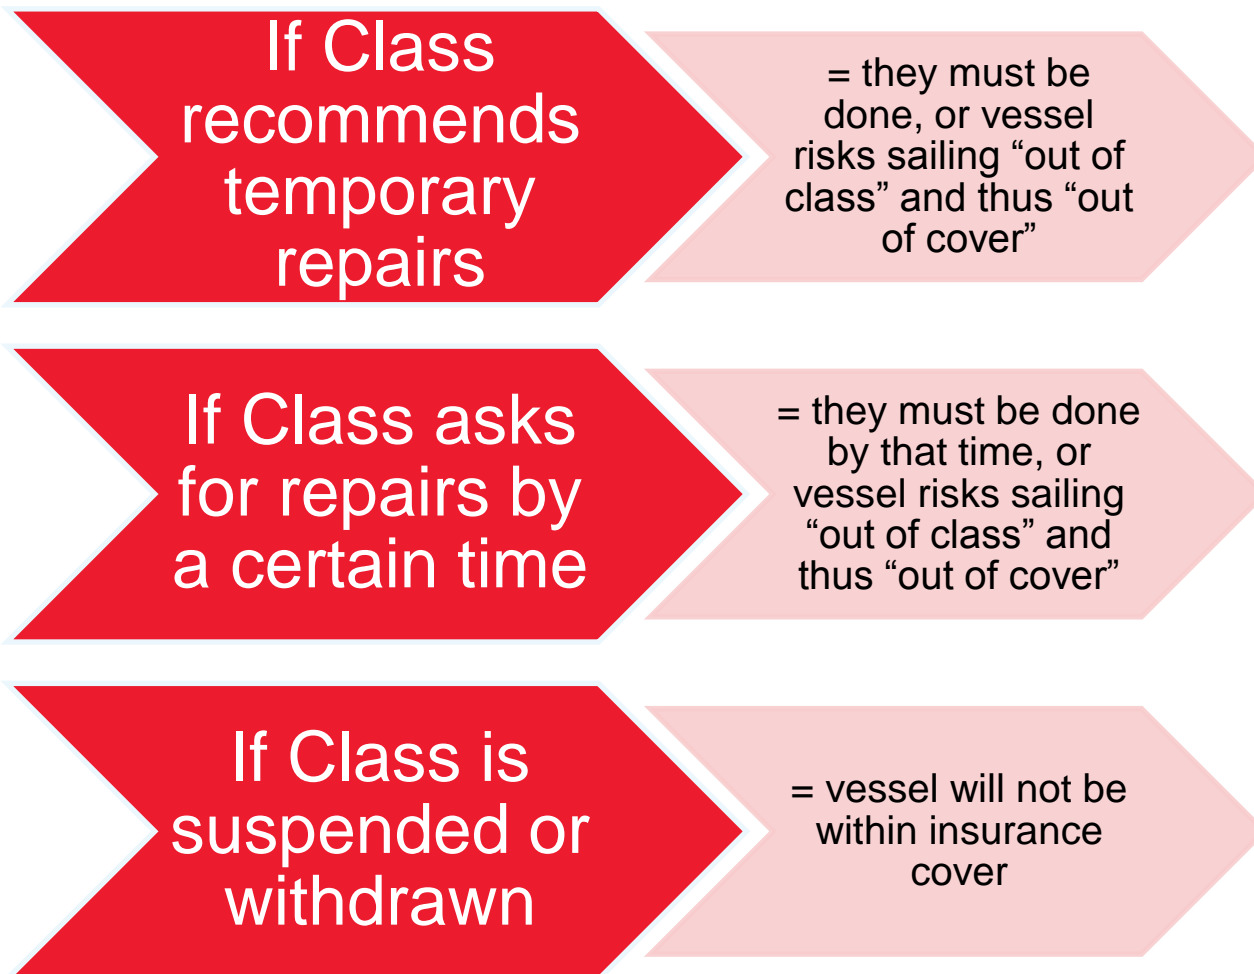 If Class
recommends
temporary
repairs
= they must be
done, or vessel
risks sailing “out of
class” and thus “out
of cover”
If Class asks
for repairs by
a certain time
= they must be done
by that time, or
vessel risks sailing
“out of class” and
thus “out of cover”
If Class is
suspended or
withdrawn
= vessel will not be
within insurance
cover